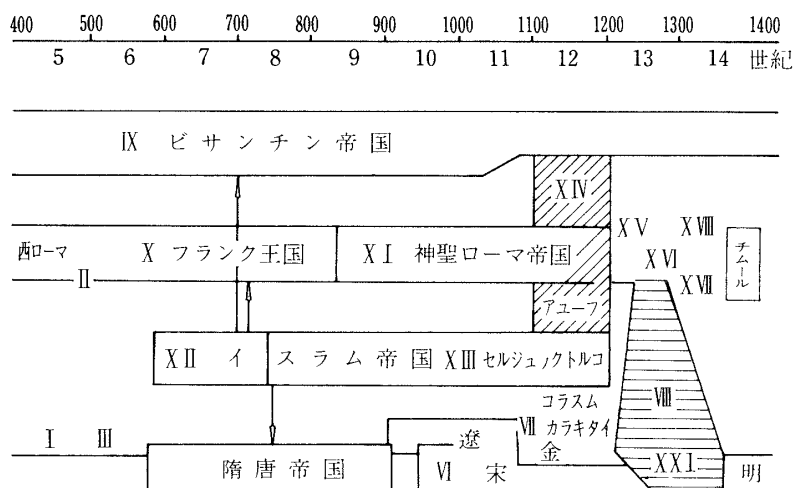 400 500 600 700 800 900 1000 1100 1200 1300 1400
5 6 7 8 9 10 11 12 13 14 世紀
Ⅸ ビサンチン帝国
ⅩⅣ
西ローマ Ⅹ フランク王国 ⅩⅠ 神聖ローマ帝国 ⅩⅤ ⅩⅧ
ⅩⅥ チムール
Ⅱ ⅩⅦ
アユーフ
ⅩⅡ イスラム帝国 ⅩⅢ セルジュックトルコ
コラスム
Ⅷ
Ⅰ Ⅲ 遼 Ⅶ カラキタイ
金
隋唐帝国 Ⅵ 宋 ⅩⅩⅠ 明